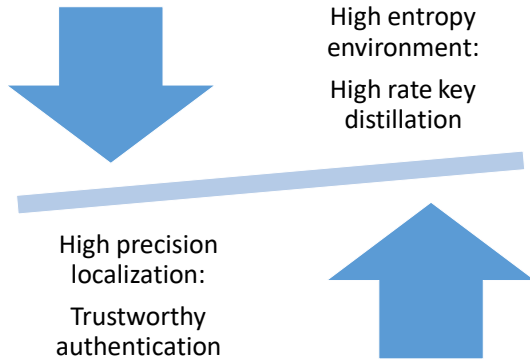 High entropy
environment:
High rate key
distillation
High precision
localization:
Trustworthy
authentication